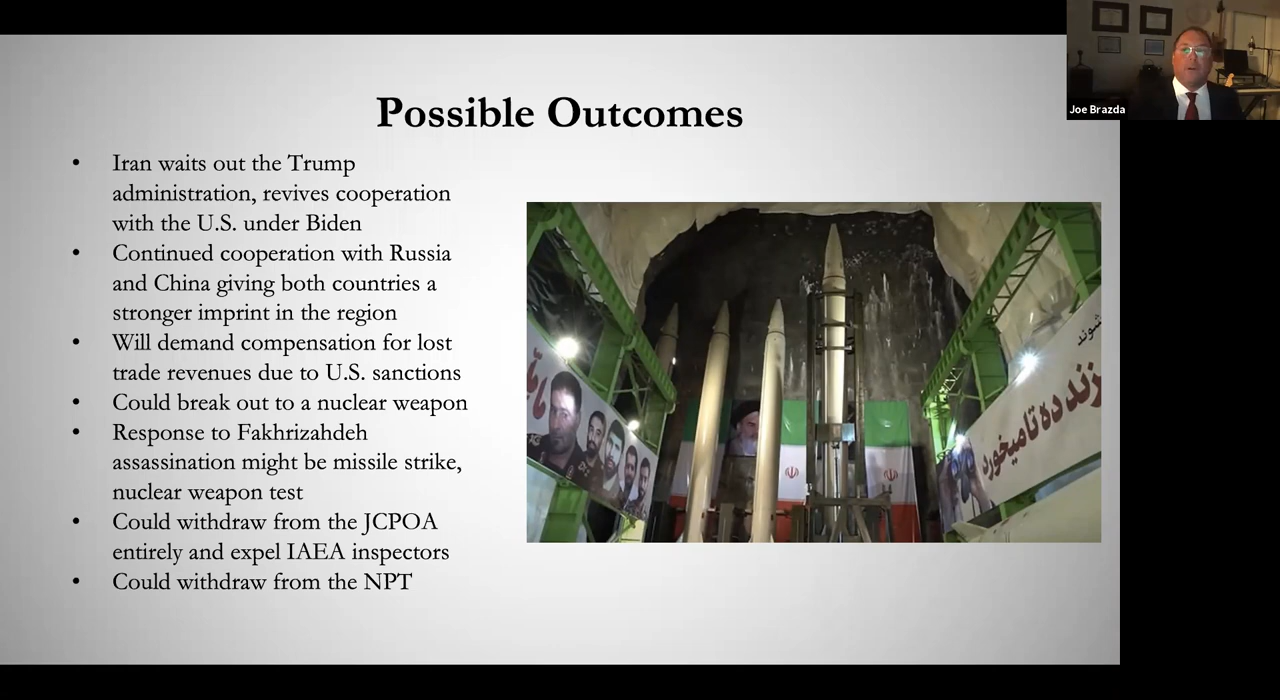 Joe Brazda
Possible Outcomes
• Iran waits out the Trump
administration, revives cooperation
with the U.S. under Biden
• Continued cooperation with Russia
and China giving both countries a
stronger imprint in the region
• Will demand compensation for lost
trade revenues due to U.S. sanctions
• Could break out to a nuclear weapon
• Response to Fakhrizahdeh
assassination might be missile strike,
nuclear weapon test
• Could withdraw from the JCPOA
entirely and expel IAEA inspectors
• Could withdraw from the NPT
شوند